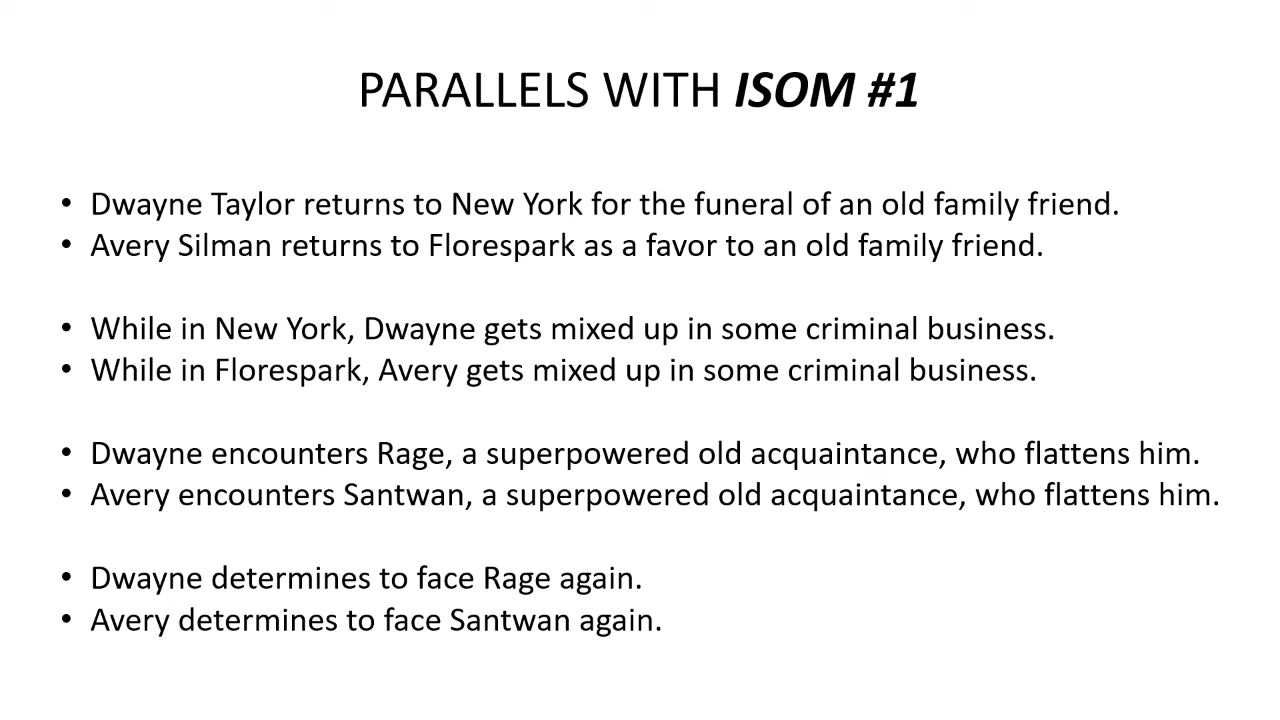 PARALLELS WITH ISOM #1
• Dwayne Taylor returns to New York for the funeral of an old family friend.
• Avery Silman returns to Florespark as a favor to an old family friend.
• While in New York, Dwayne gets mixed up in some criminal business.
• While in Florespark, Avery gets mixed up in some criminal business.
• Dwayne encounters Rage, a superpowered old acquaintance, who flattens him.
• Avery encounters Santwan, a superpowered old acquaintance, who flattens him.
• Dwayne determines to face Rage again.
• Avery determines to face Santwan again.